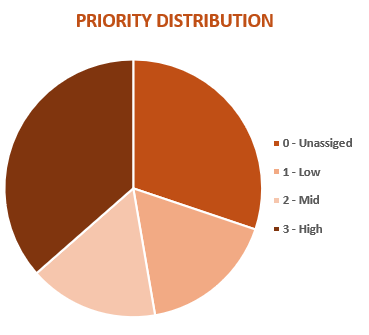 PRIORITY DISTRIBUTION
0 - Unassiged
1 - Low
2 - Mid
3 - High